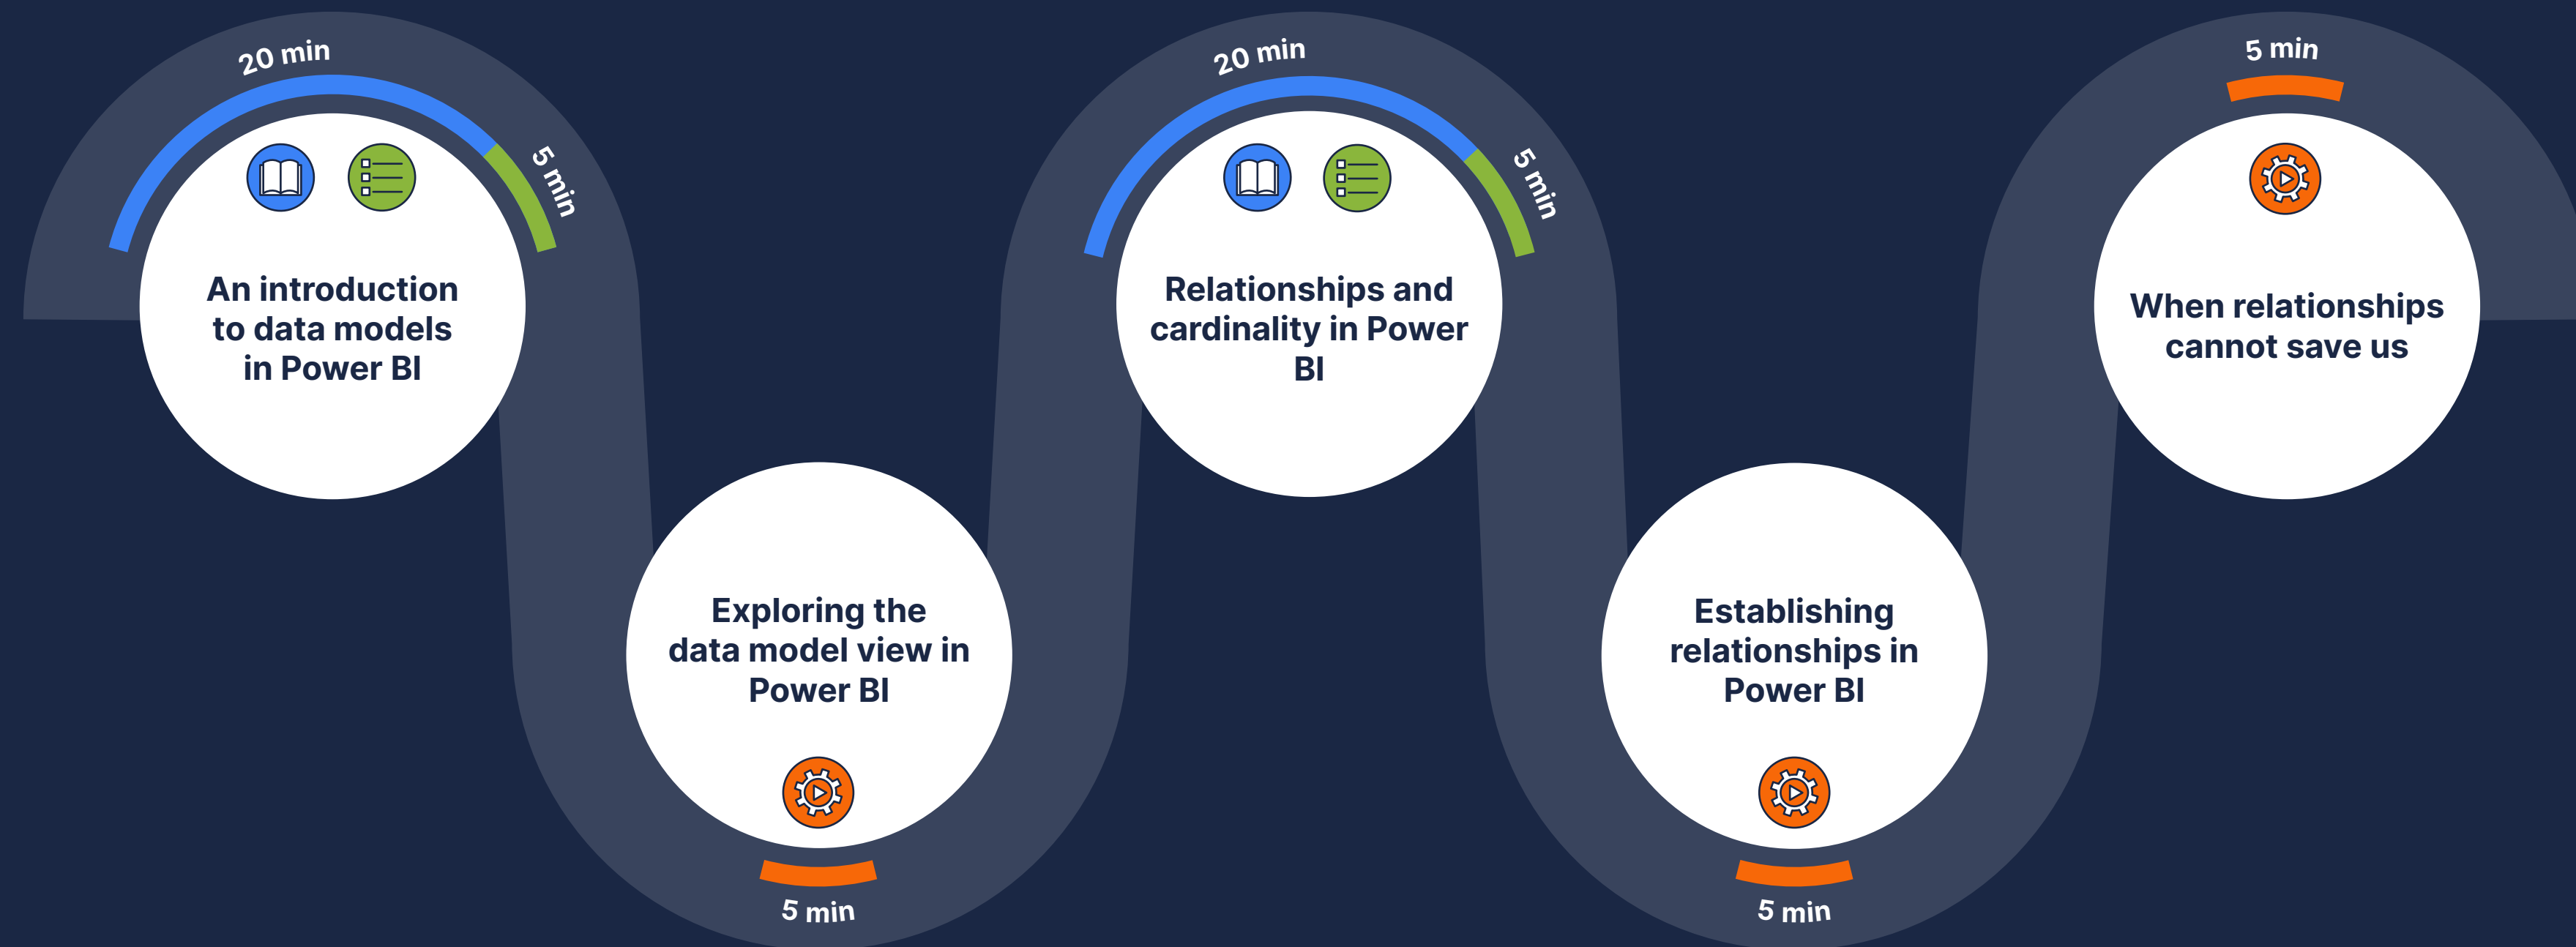 20 min
5 min
An introduction
to data models
in Power BI
Exploring the
data model view in
Power BI
5 min
20 min
5 min
Relationships and
cardinality in Power
BI
Establishing
relationships in
Power BI
5 min
5 min
When relationships
cannot save us